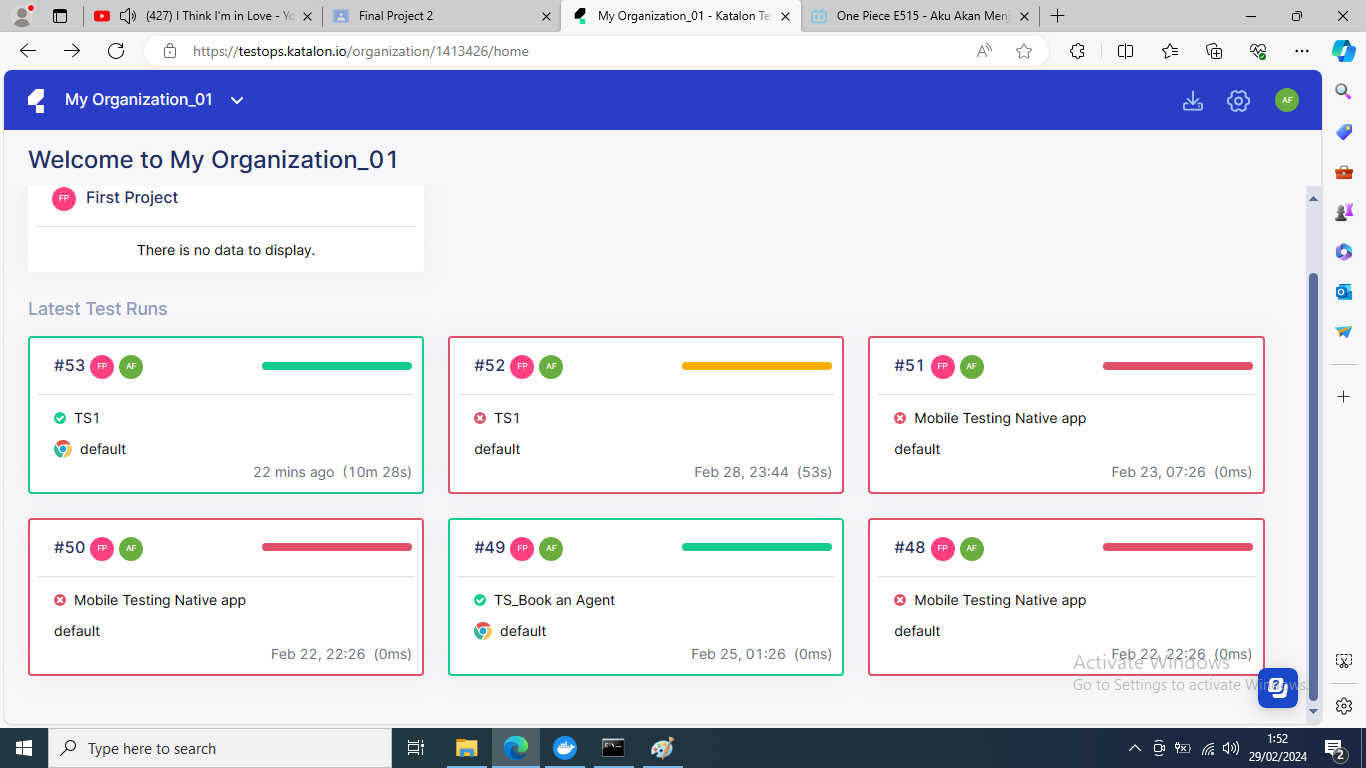 (427) I Think I'm in Love - Yo
Final Project 2
My Organization_01 - Katalon Te
One Piece E515 - Aku Akan Menj
https://testops.katalon.io/organization/1413426/home
My Organization_01
AF
Welcome to My Organization_01
FP First Project
There is no data to display.
Latest Test Runs
#53 FP AF
TS1
default
22 mins ago (10m 28s)
#52 FP AF
TS1
default
Feb 28, 23:44 (53s)
#51 FP AF
Mobile Testing Native app
default
Feb 23, 07:26 (0ms)
#50 FP AF
Mobile Testing Native app
default
Feb 22, 22:26 (0ms)
#49 FP AF
TS_Book an Agent
default
Feb 25, 01:26 (0ms)
#48 FP AF
Mobile Testing Native app
default
Feb 22, 22:26 (0ms)
Activate Windows
Go to Settings to activate Windows.
Type here to search
1:52
29/02/2024
2